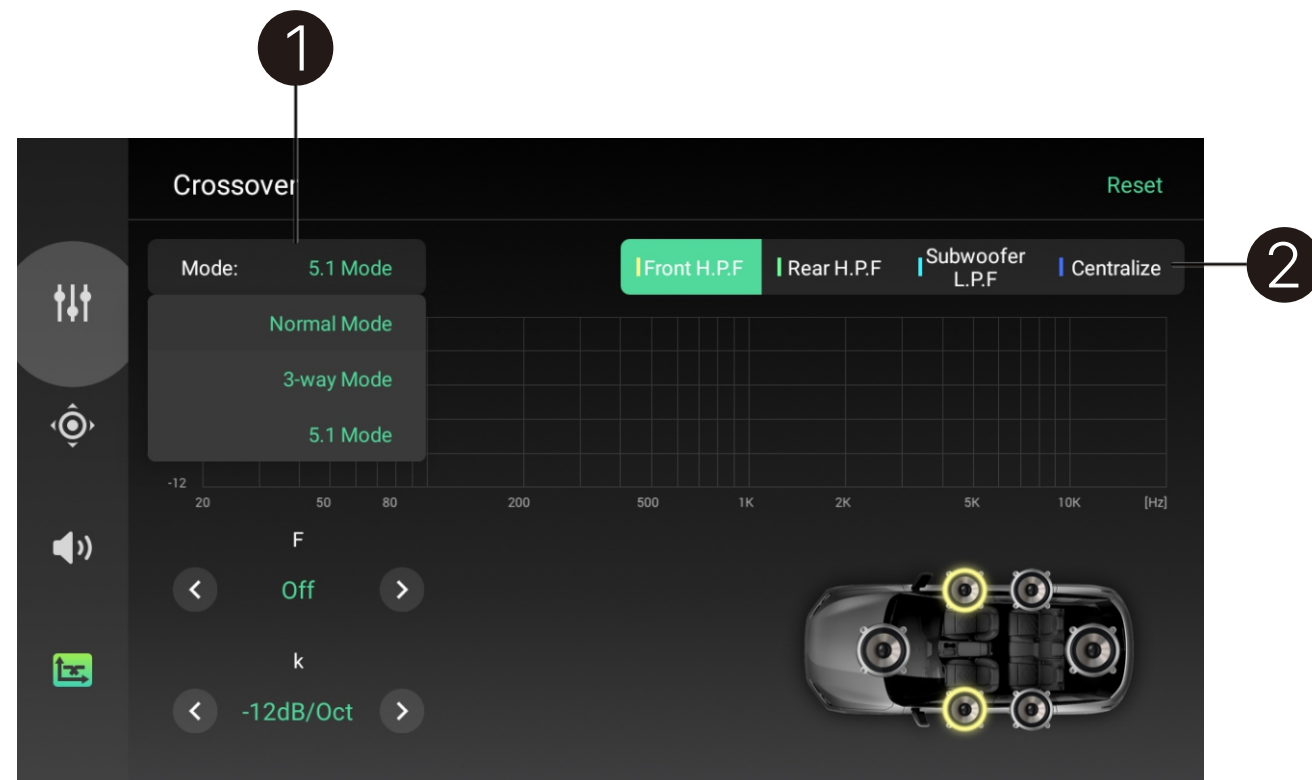 1
Crossover
Reset
Mode: 5.1 Mode
Front H.P.F
Rear H.P.F
Subwoofer
L.P.F
Centralize
2
Normal Mode
3-way Mode
5.1 Mode
-12
20 50 80 200 500 1K 2K 5K 10K [Hz]
F
Off
k
-12dB/Oct